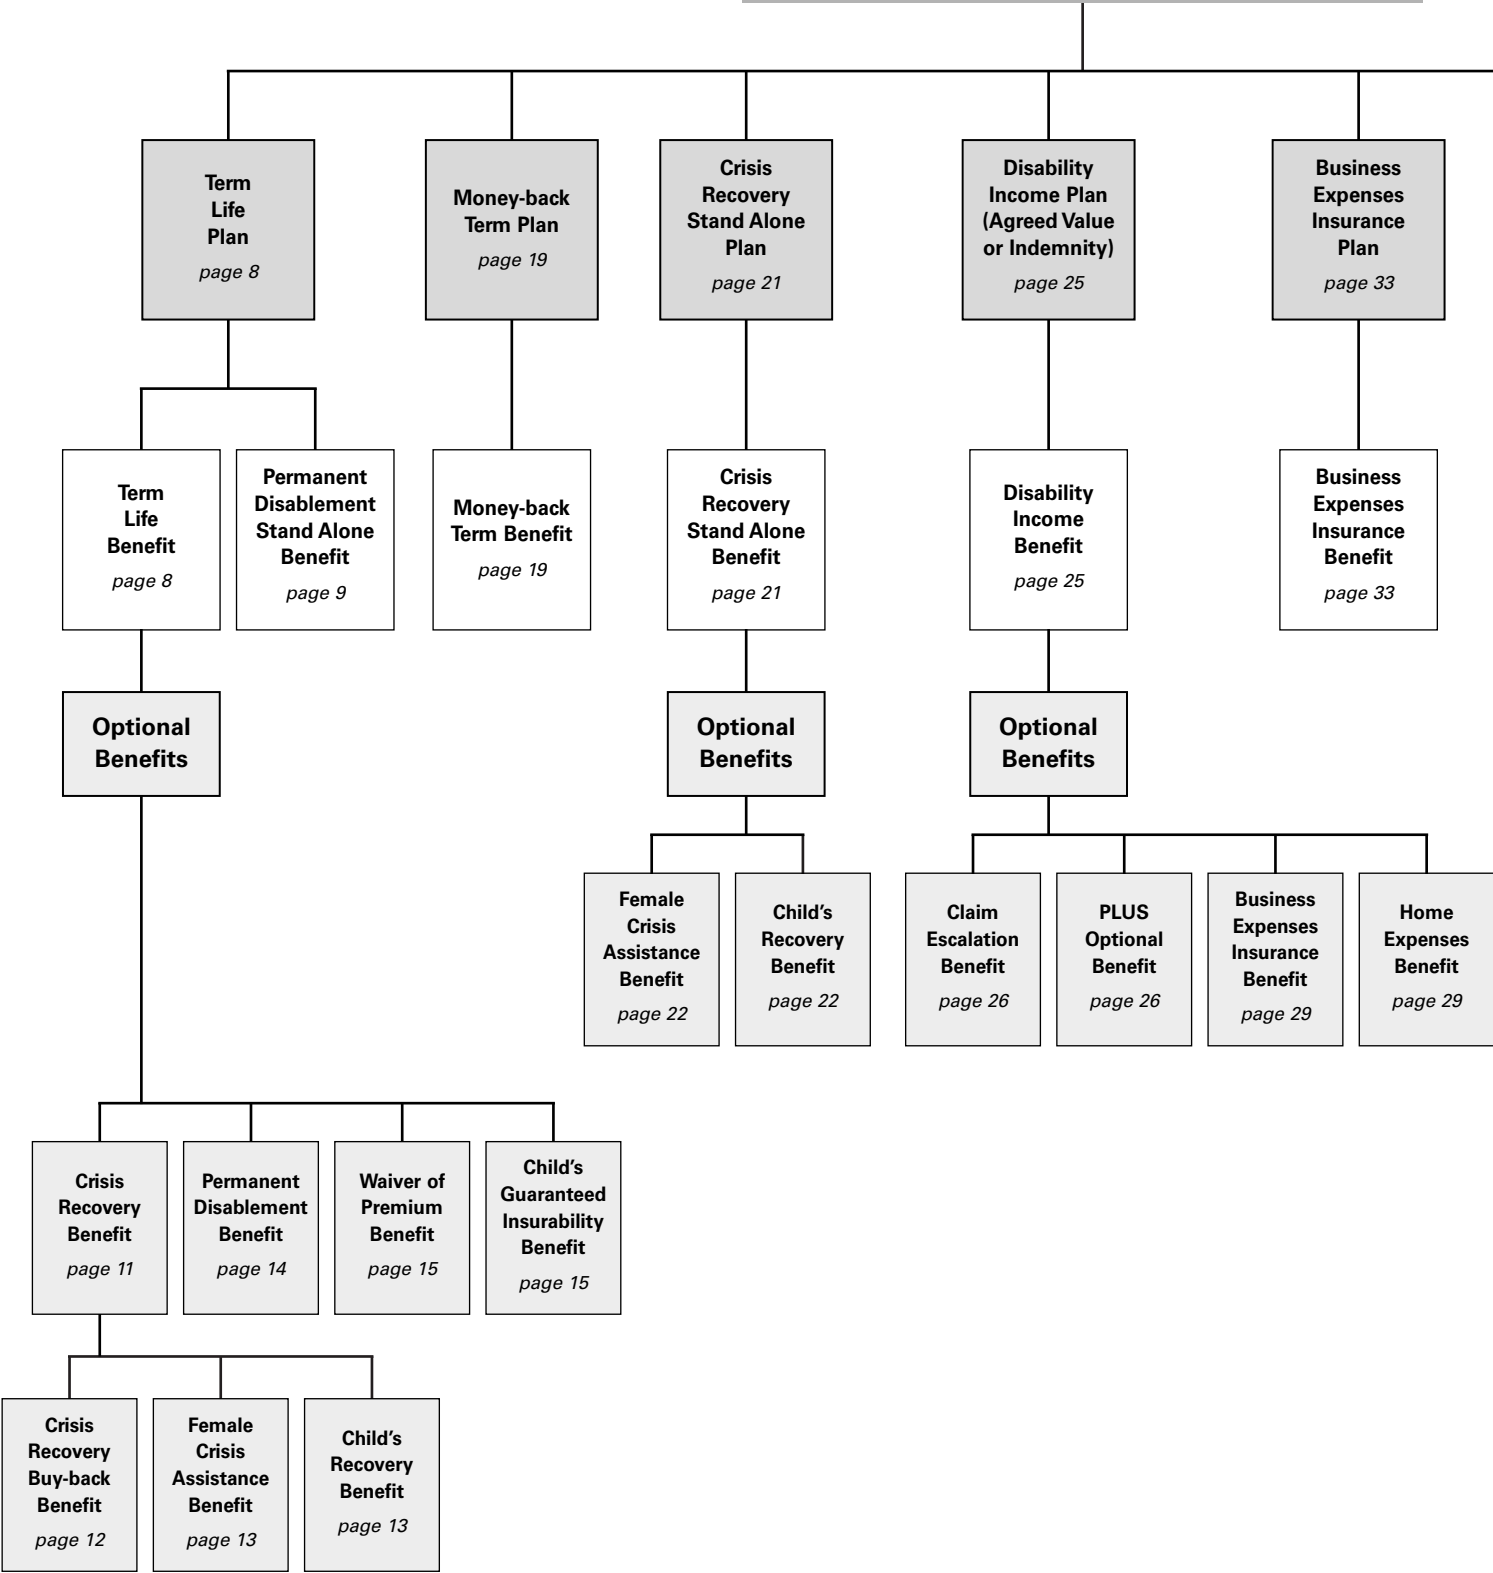 Term
Life
Plan
page 8
Money-back
Term Plan
page 19
Crisis
Recovery
Stand Alone
Plan
page 21
Disability
Income Plan
(Agreed Value
or Indemnity)
page 25
Business
Expenses
Insurance
Plan
page 33
Term
Life
Benefit
page 8
Permanent
Disablement
Stand Alone
Benefit
page 9
Money-back
Term Benefit
page 19
Crisis
Recovery
Stand Alone
Benefit
page 21
Disability
Income
Benefit
page 25
Business
Expenses
Insurance
Benefit
page 33
Optional
Benefits
Optional
Benefits
Optional
Benefits
Female
Crisis
Assistance
Benefit
page 22
Child’s
Recovery
Benefit
page 22
Claim
Escalation
Benefit
page 26
PLUS
Optional
Benefit
page 26
Business
Expenses
Insurance
Benefit
page 29
Home
Expenses
Benefit
page 29
Crisis
Recovery
Benefit
page 11
Permanent
Disablement
Benefit
page 14
Waiver of
Premium
Benefit
page 15
Child’s
Guaranteed
Insurability
Benefit
page 15
Crisis
Recovery
Buy-back
Benefit
page 12
Female
Crisis
Assistance
Benefit
page 13
Child’s
Recovery
Benefit
page 13